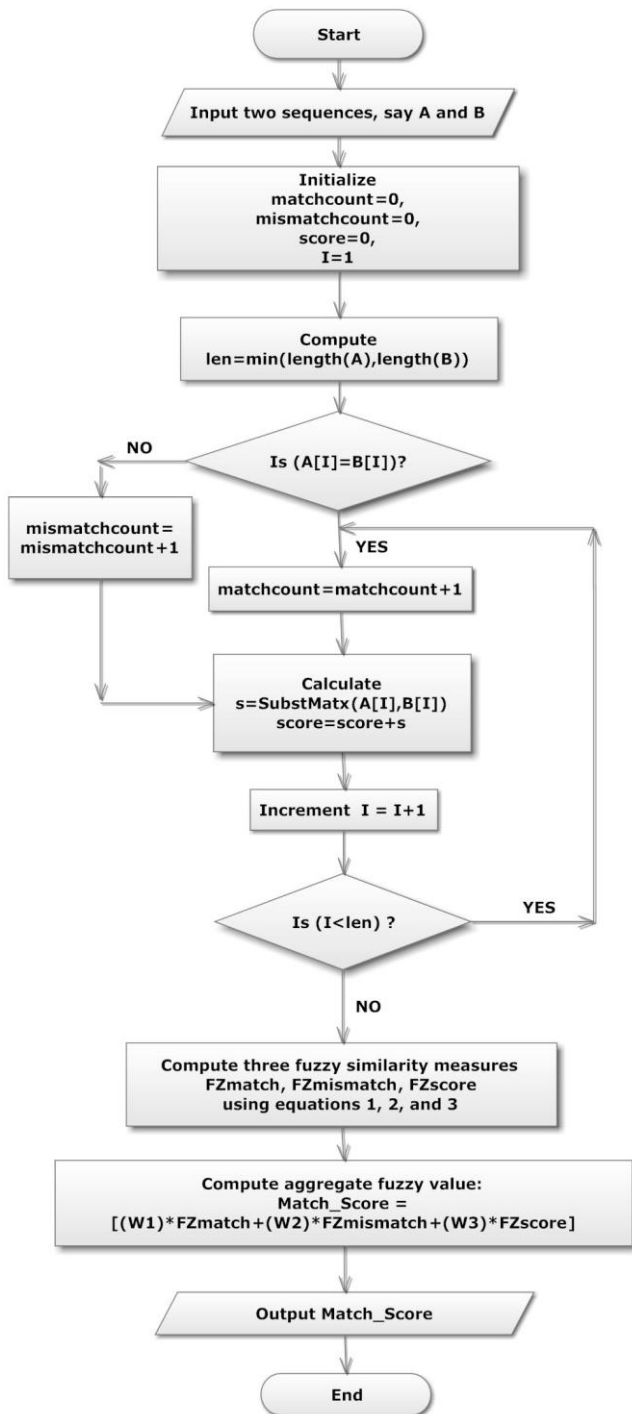 Start
Input two sequences, say A and B
Initialize
matchcount=0,
mismatchcount=0,
score=0,
I=1
Compute
len=min(length(A),length(B))
Is (A[I]=B[I])?
NO
mismatchcount=
mismatchcount+1
YES
matchcount=matchcount+1
Calculate
s=SubstMatx(A[I],B[I])
score=score+s
Increment I = I+1
Is (I<len) ?
YES
NO
Compute three fuzzy similarity measures
FZmatch, FZmismatch, FZscore
using equations 1, 2, and 3
Compute aggregate fuzzy value:
Match_Score =
[(W1)*FZmatch+(W2)*FZmismatch+(W3)*FZscore]
Output Match_Score
End